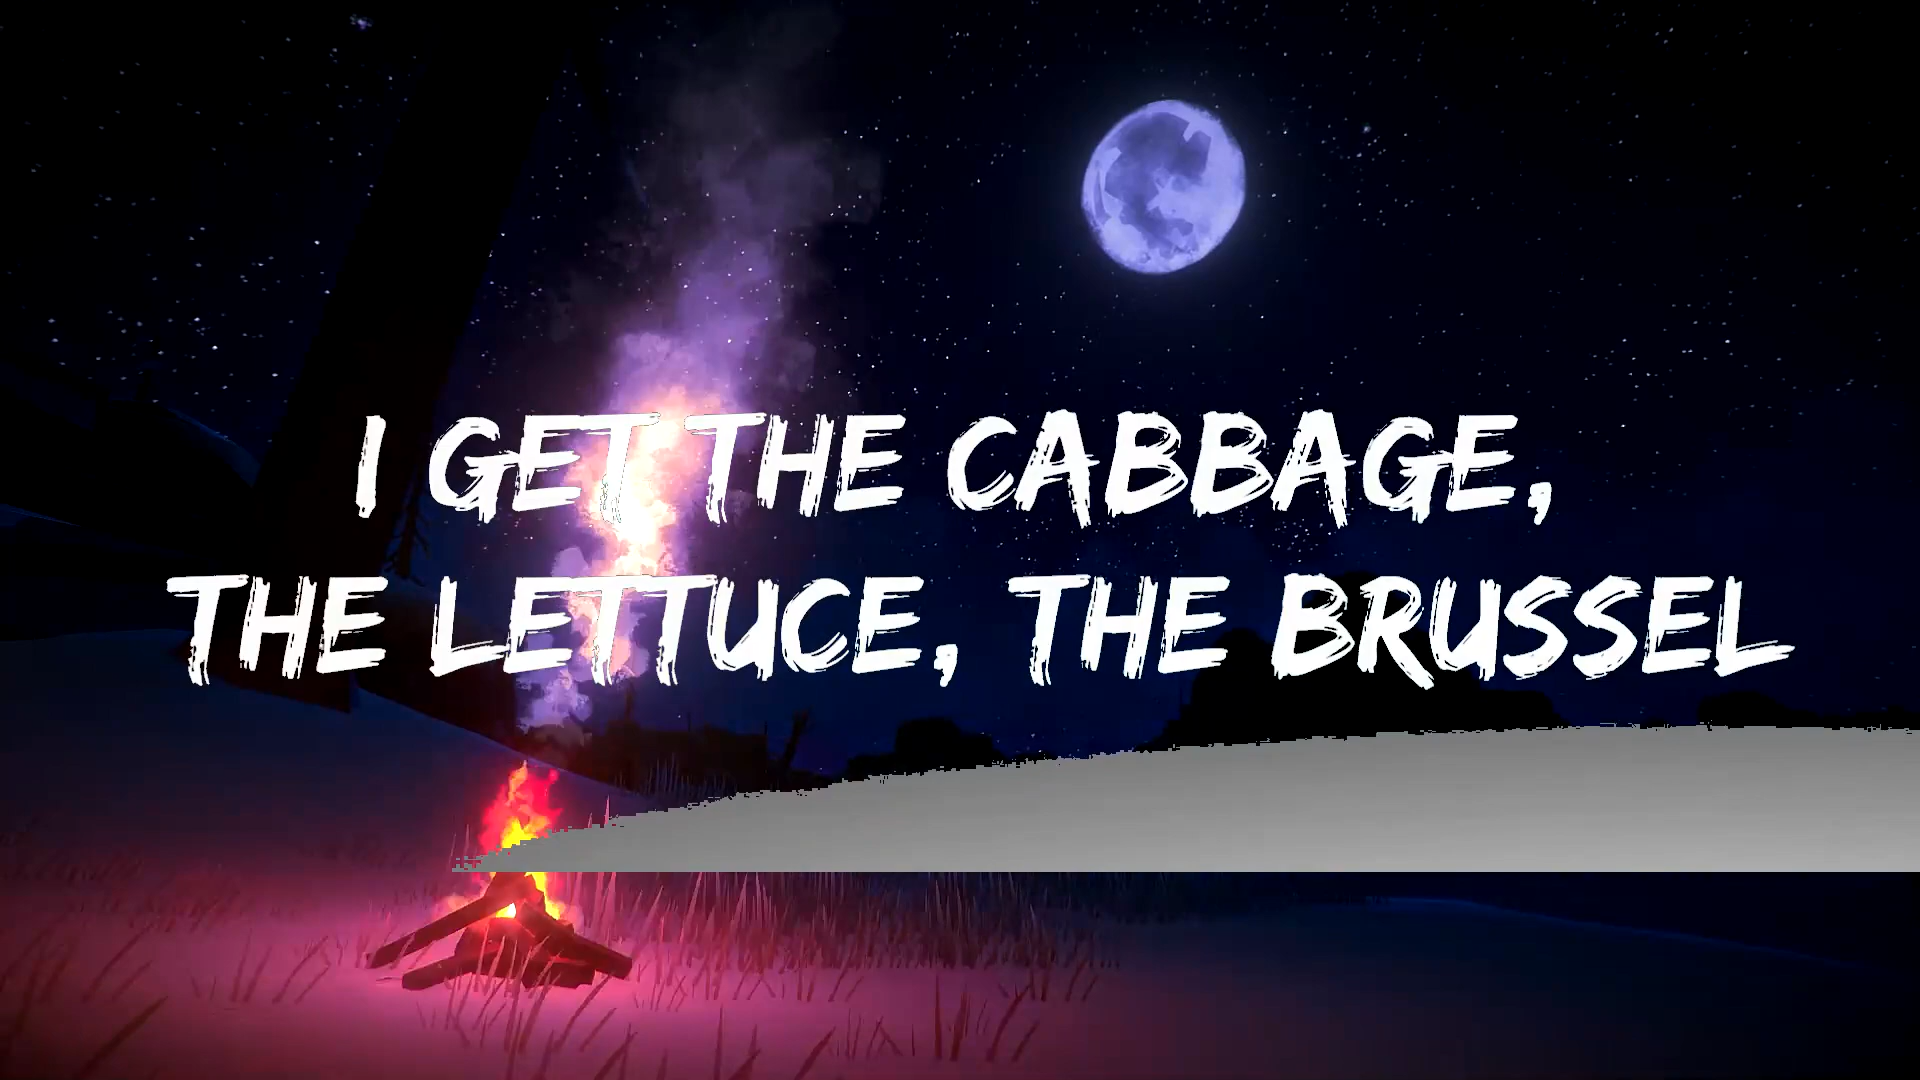 I GET THE CABBAGE,
THE LETTUCE, THE BRUSSEL